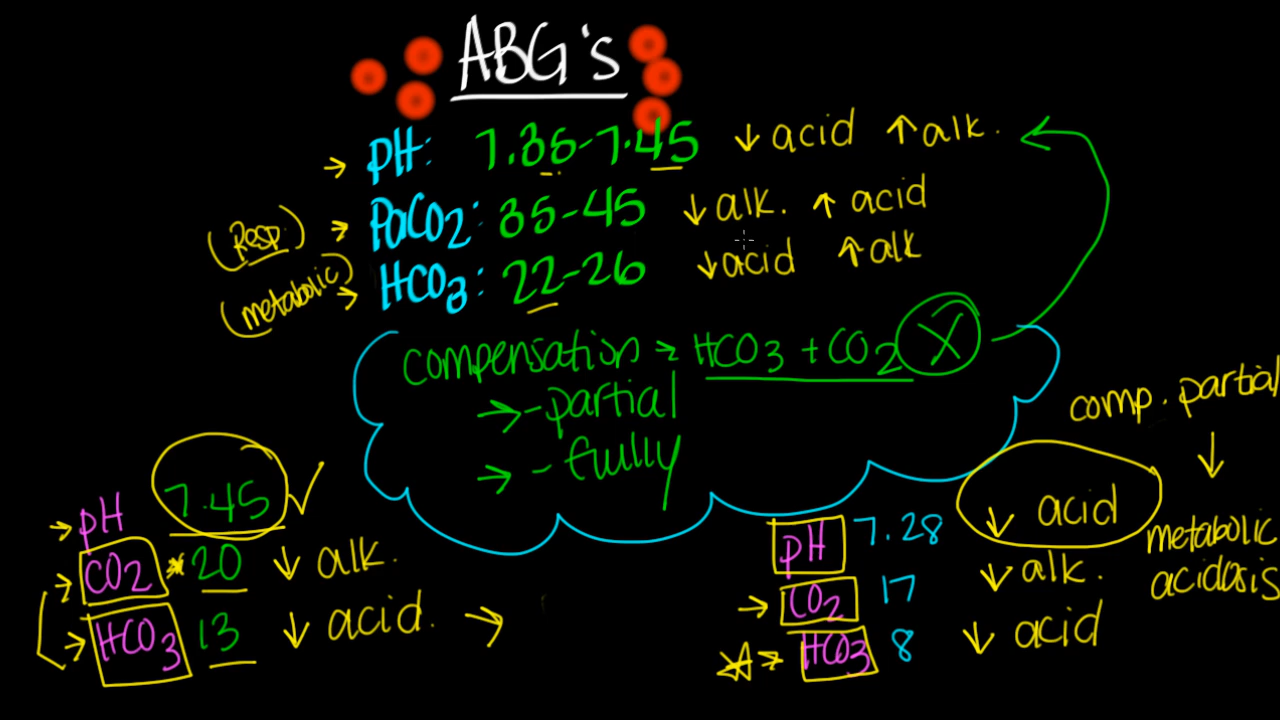 ABG's
→ pH: 7.35-7.45 ↓ acid ↑ alk.
(Resp.) → PaCO2: 35-45 ↓ alk. ↑ acid
(metabolic) → HCO3: 22-26 ↓ acid ↑ alk
compensation → HCO3 + CO2 X
→ - partial
→ - fully
→ pH 7.45 ✓
→ CO2 * 20 ↓ alk.
→ HCO3 13 ↓ acid. →
comp. partial
↓
metabolic
acidosis
pH 7.28 ↓ acid
→ CO2 17 ↓ alk.
→ HCO3 8 ↓ acid